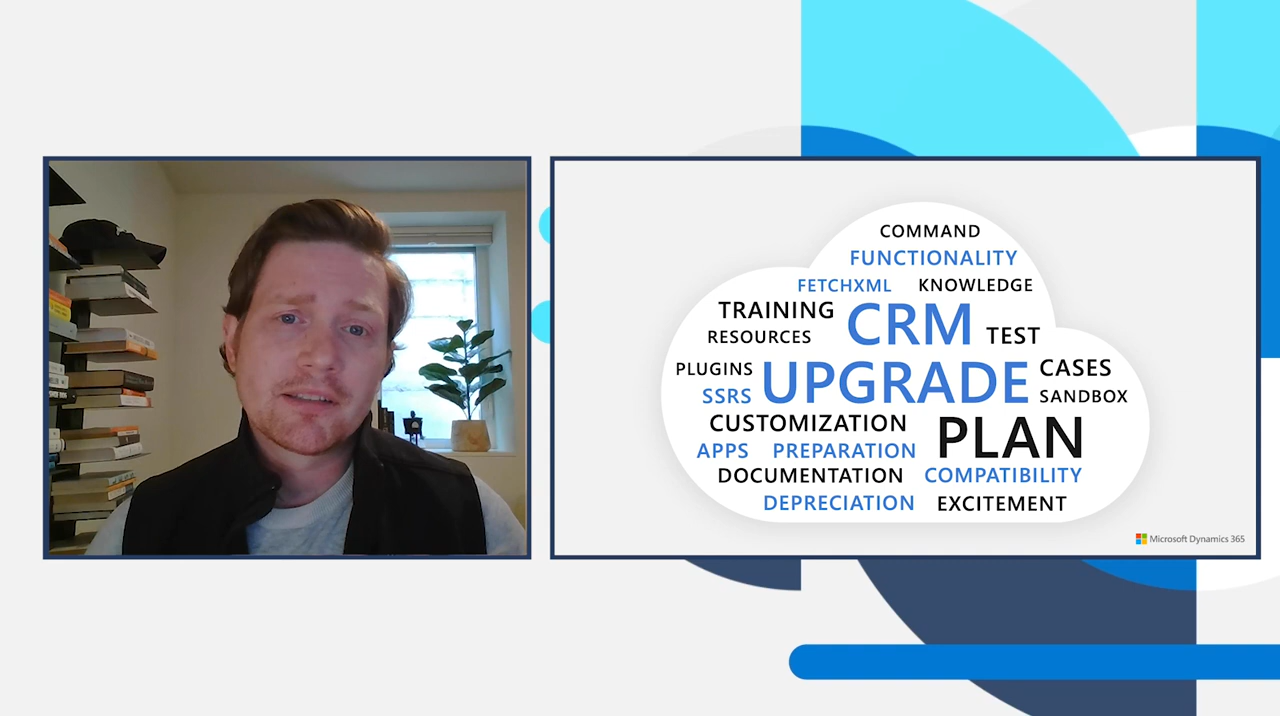 COMMAND
FUNCTIONALITY
FETCHXML KNOWLEDGE
TRAINING CRM TEST
RESOURCES
PLUGINS UPGRADE CASES
SSRS SANDBOX
CUSTOMIZATION PLAN
APPS PREPARATION
DOCUMENTATION COMPATIBILITY
DEPRECIATION EXCITEMENT
Microsoft Dynamics 365